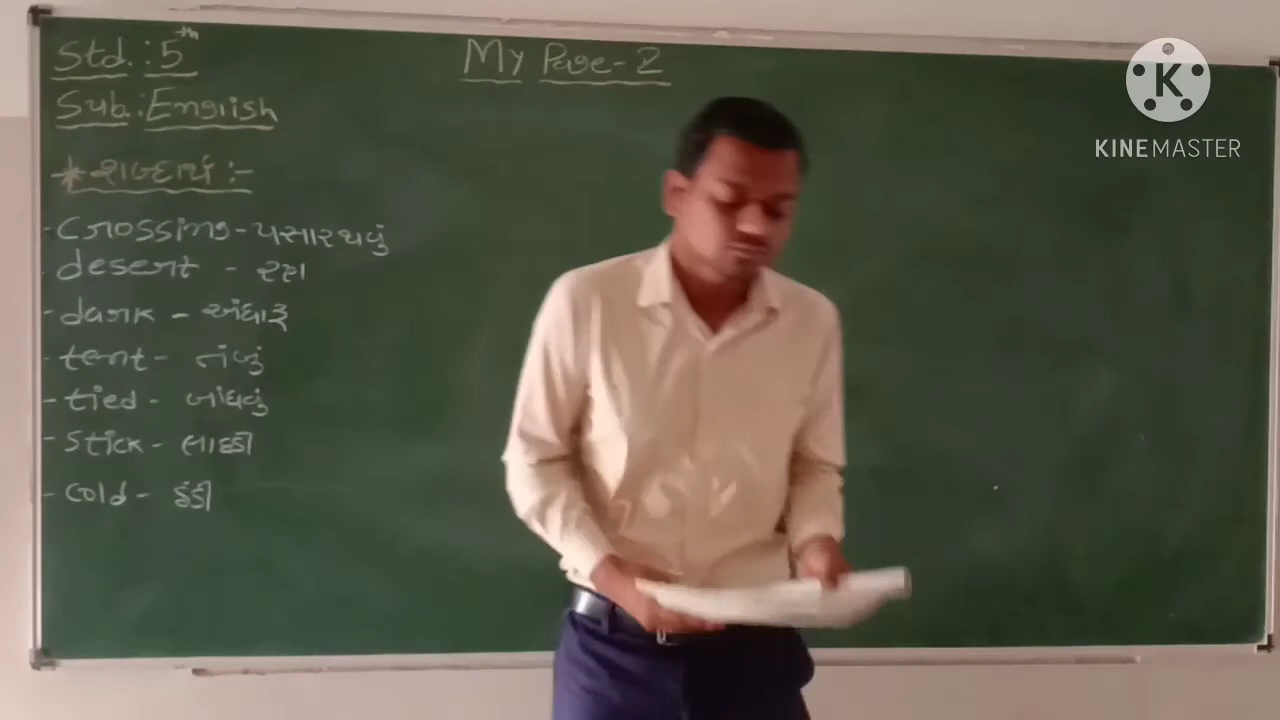 Std.: 5th
My Page-2
Sub.: English
* શબ્દાર્થ :-
- Crossing - પસાર થવું
- desert - રણ
- dark - અંધારૂ
- tent - તંબું
- tied - બાંધવું
- Stick - લાકડી
- Cold - ઠંડી
K
KINEMASTER